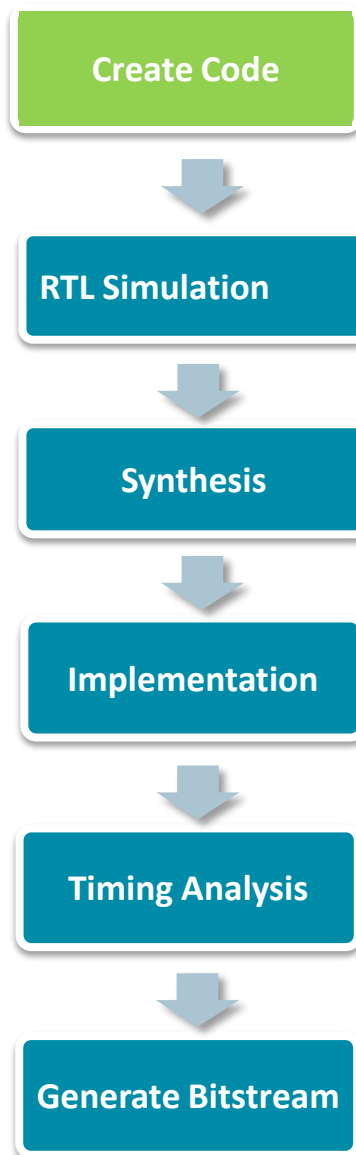 Create Code
RTL Simulation
Synthesis
Implementation
Timing Analysis
Generate Bitstream